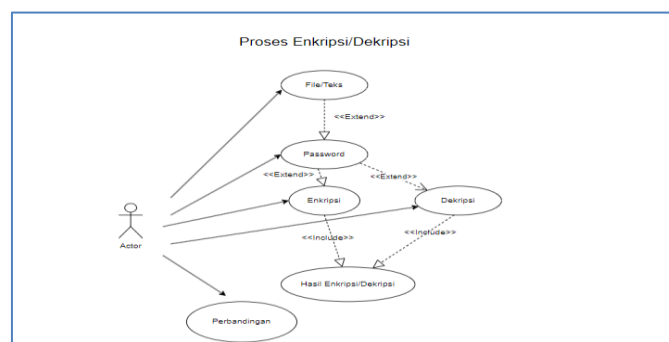 Proses Enkripsi/Dekripsi
File/Teks
<<Extend>>
Password
<<Extend>>
<<Extend>>
Enkripsi
Dekripsi
Actor
<<Include>>
<<Include>>
Hasil Enkripsi/Dekripsi
Perbandingan